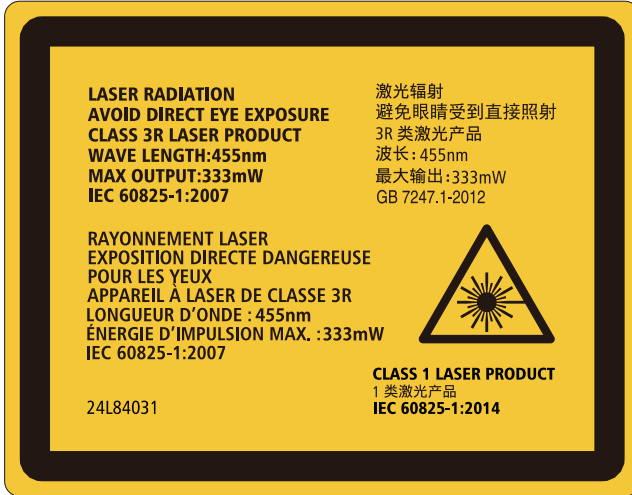 LASER RADIATION
AVOID DIRECT EYE EXPOSURE
CLASS 3R LASER PRODUCT
WAVE LENGTH:455nm
MAX OUTPUT:333mW
IEC 60825-1:2007
激光辐射
避免眼睛受到直接照射
3R 类激光产品
波长：455nm
最大输出：333mW
GB 7247.1-2012
RAYONNEMENT LASER
EXPOSITION DIRECTE DANGEREUSE
POUR LES YEUX
APPAREIL À LASER DE CLASSE 3R
LONGUEUR D'ONDE : 455nm
ÉNERGIE D'IMPULSION MAX. :333mW
IEC 60825-1:2007
24L84031
CLASS 1 LASER PRODUCT
1 类激光产品
IEC 60825-1:2014